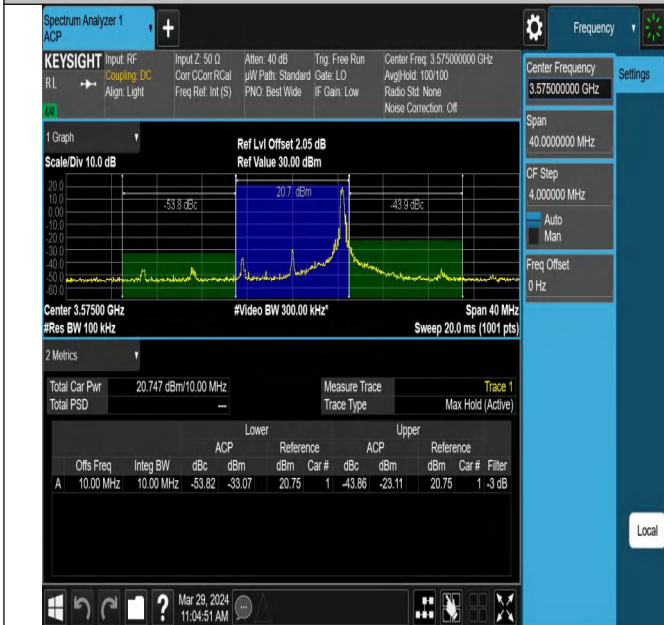 Spectrum Analyzer 1
ACP
Frequency
KEYSIGHT
RL
LXI
Input: RF
Coupling: DC
Align: Light
Input Z: 50 Ω
Corr CCorr RCal
Freq Ref: Int (S)
Atten: 40 dB
µW Path: Standard
PNO: Best Wide
Trig: Free Run
Gate: LO
IF Gain: Low
Center Freq: 3.575000000 GHz
Avg|Hold: 100/100
Radio Std: None
Noise Correction: Off
Center Frequency
3.575000000 GHz
Settings
Span
40.0000000 MHz
CF Step
4.000000 MHz
Auto
Man
Freq Offset
0 Hz
Local
1 Graph
Scale/Div 10.0 dB
Ref Lvl Offset 2.05 dB
Ref Value 30.00 dBm
20.0
10.0
0.00
-10.0
-20.0
-30.0
-40.0
-50.0
-60.0
-53.8 dBc
20.7 dBm
-43.9 dBc
Center 3.57500 GHz
#Video BW 300.00 kHz*
Span 40 MHz
#Res BW 100 kHz
Sweep 20.0 ms (1001 pts)
2 Metrics
Total Car Pwr 20.747 dBm/10.00 MHz
Total PSD ---
Measure Trace Trace 1
Trace Type Max Hold (Active)
Lower Upper
ACP Reference ACP Reference
Offs Freq Integ BW dBc dBm dBm Car # dBc dBm dBm Car # Filter
A 10.00 MHz 10.00 MHz -53.82 -33.07 20.75 1 -43.86 -23.11 20.75 1 -3 dB
?
Mar 29, 2024
11:04:51 AM